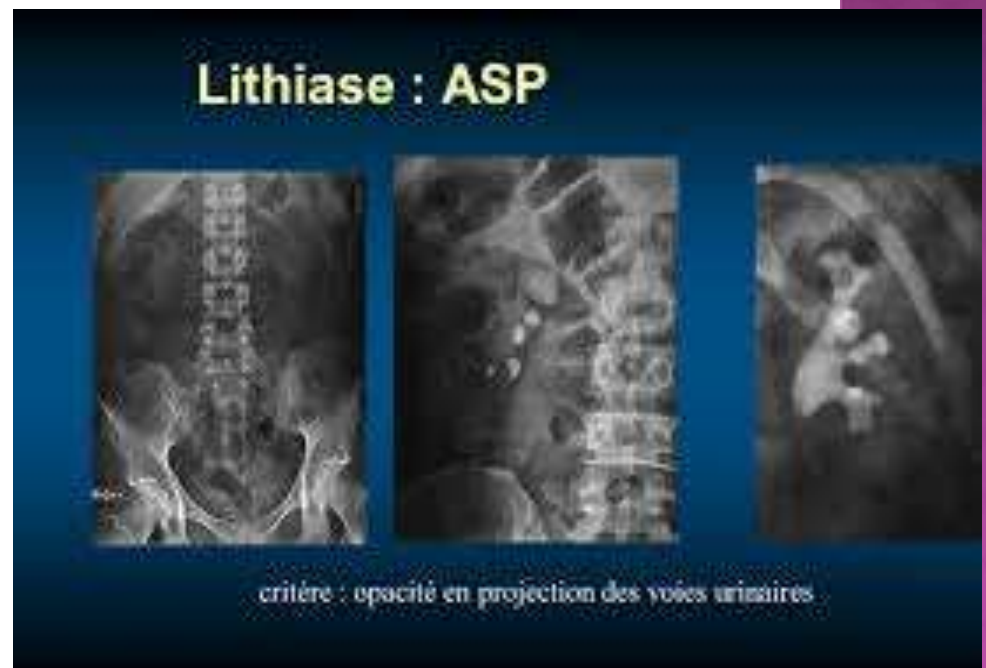 Lithiase : ASP
critère : opacité en projection des voies urinaires